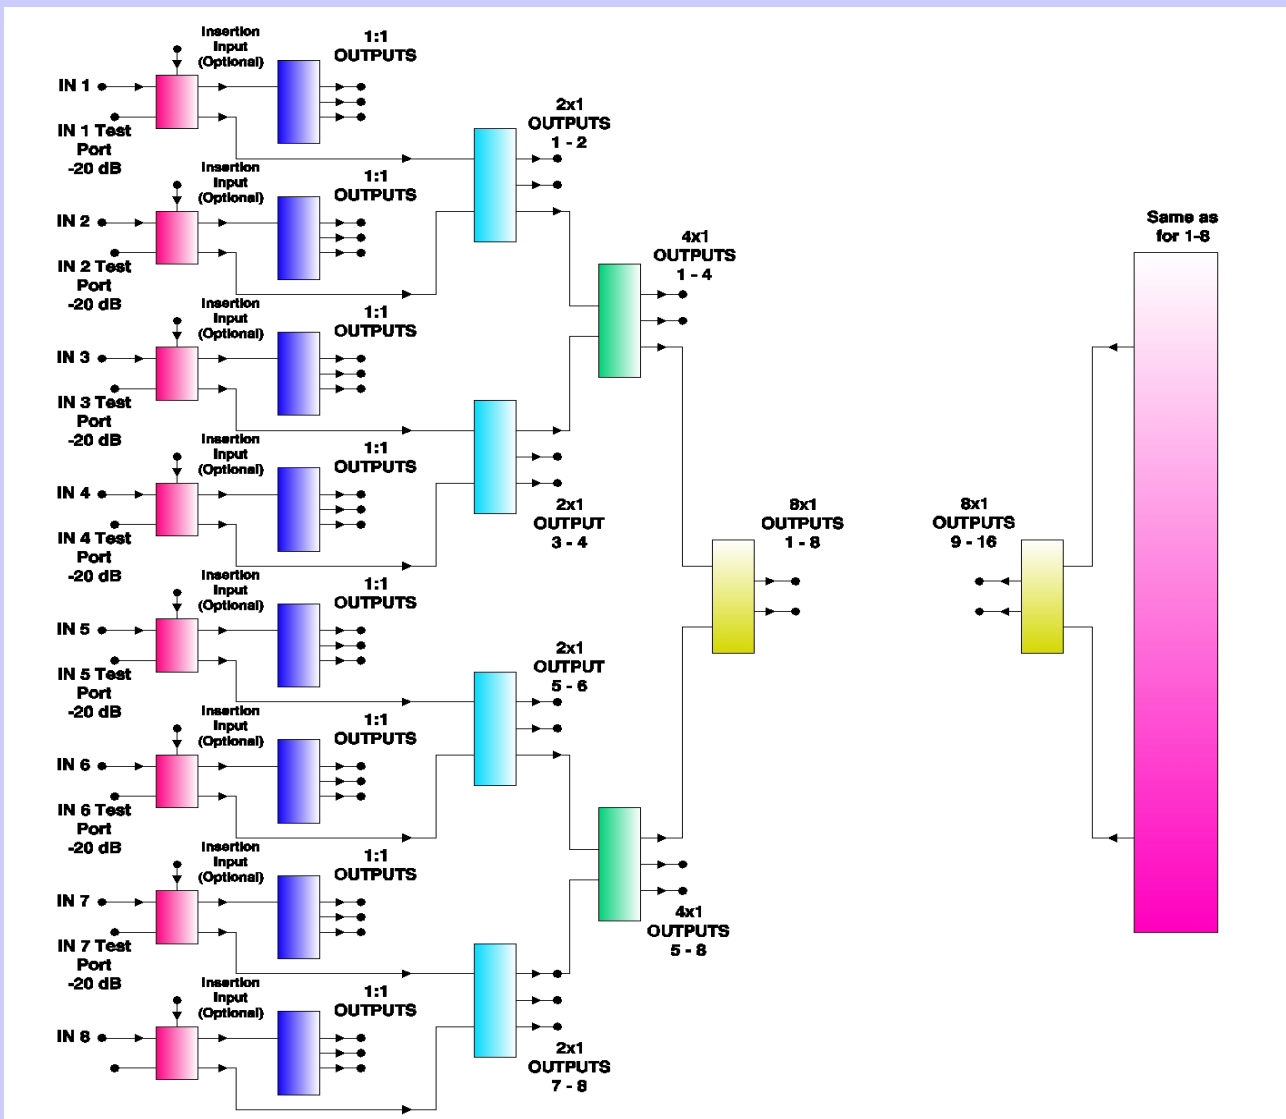 Insertion
Input
(Optional)
1:1
OUTPUTS
IN 1
IN 1 Test
Port
-20 dB
2x1
OUTPUTS
1 - 2
Insertion
Input
(Optional)
1:1
OUTPUTS
IN 2
IN 2 Test
Port
-20 dB
4x1
OUTPUTS
1 - 4
Same as
for 1-8
Insertion
Input
(Optional)
1:1
OUTPUTS
IN 3
IN 3 Test
Port
-20 dB
Insertion
Input
(Optional)
1:1
OUTPUTS
IN 4
IN 4 Test
Port
-20 dB
2x1
OUTPUT
3 - 4
8x1
OUTPUTS
1 - 8
8x1
OUTPUTS
9 - 16
Insertion
Input
(Optional)
1:1
OUTPUTS
IN 5
IN 5 Test
Port
-20 dB
2x1
OUTPUT
5 - 6
Insertion
Input
(Optional)
1:1
OUTPUTS
IN 6
IN 6 Test
Port
-20 dB
Insertion
Input
(Optional)
1:1
OUTPUTS
IN 7
IN 7 Test
Port
-20 dB
4x1
OUTPUTS
5 - 8
Insertion
Input
(Optional)
1:1
OUTPUTS
IN 8
2x1
OUTPUTS
7 - 8